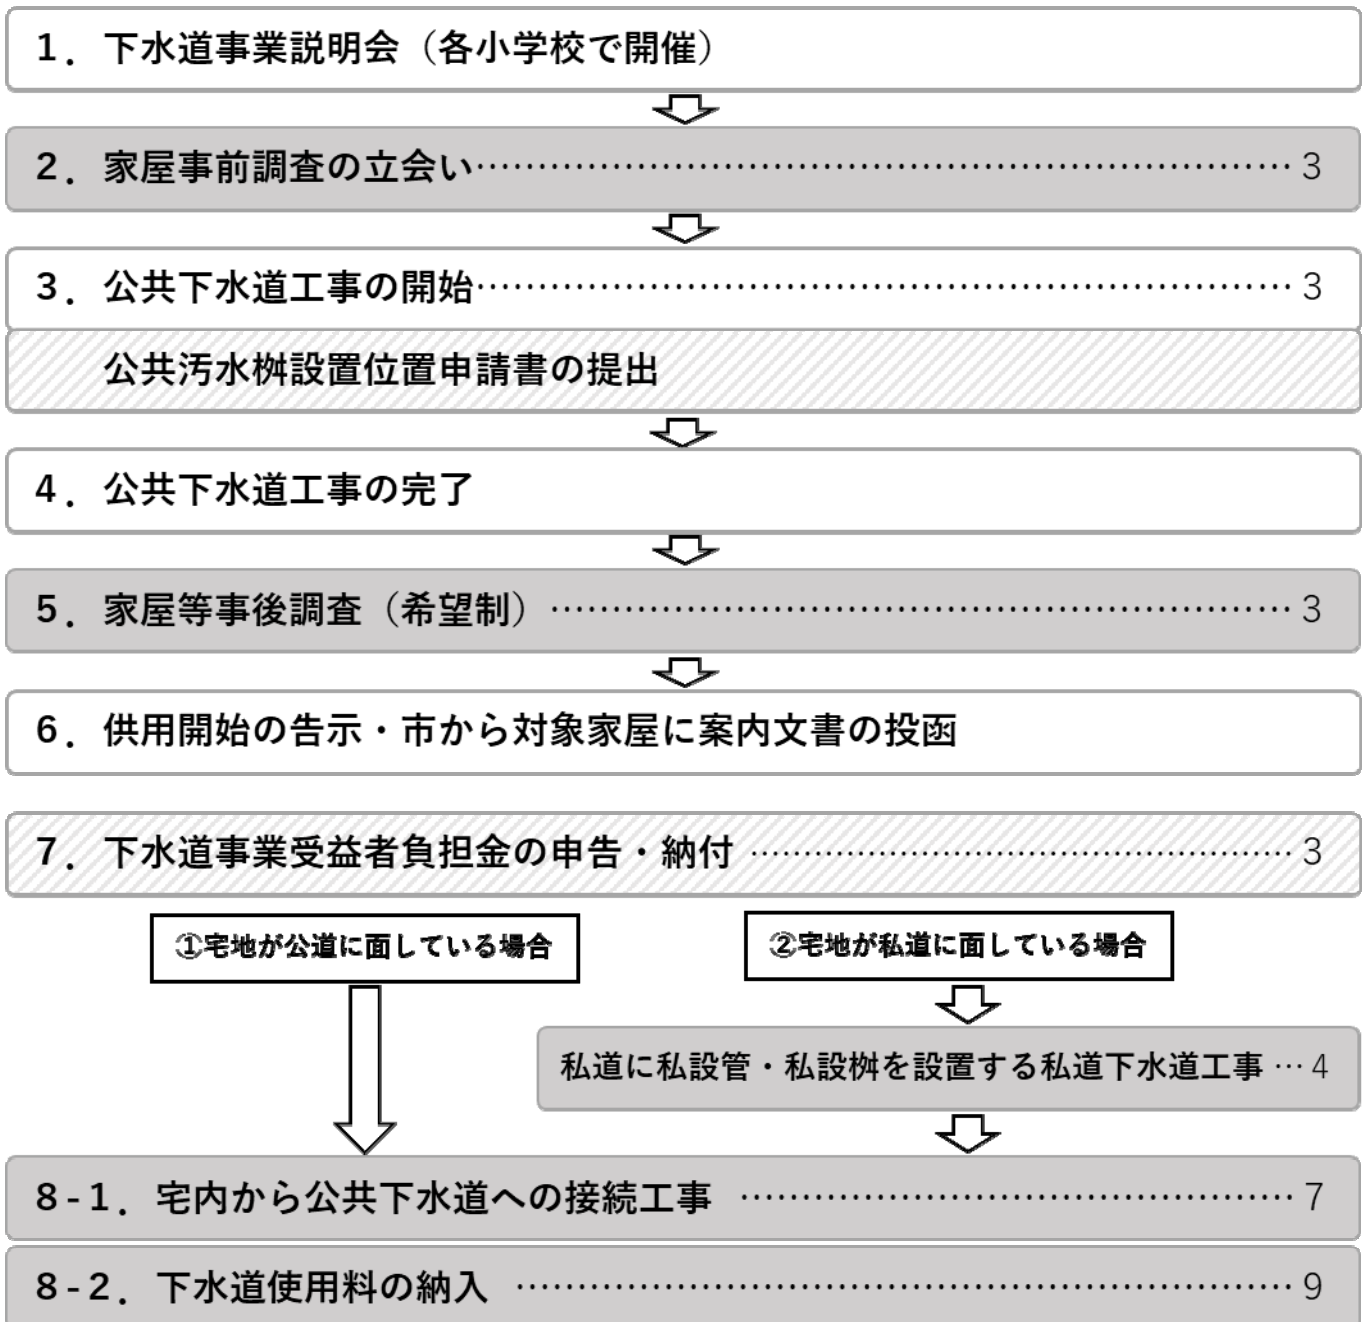 1．下水道事業説明会（各小学校で開催）
2．家屋事前調査の立会い……………………………………………………………3
3．公共下水道工事の開始……………………………………………………………3
公共汚水桝設置位置申請書の提出
4．公共下水道工事の完了
5．家屋等事後調査（希望制）………………………………………………………3
6．供用開始の告示・市から対象家屋に案内文書の投函
7．下水道事業受益者負担金の申告・納付………………………………………3
①宅地が公道に面している場合
②宅地が私道に面している場合
私道に私設管・私設桝を設置する私道下水道工事…4
8-1．宅内から公共下水道への接続工事………………………………………7
8-2．下水道使用料の納入…………………………………………………………9